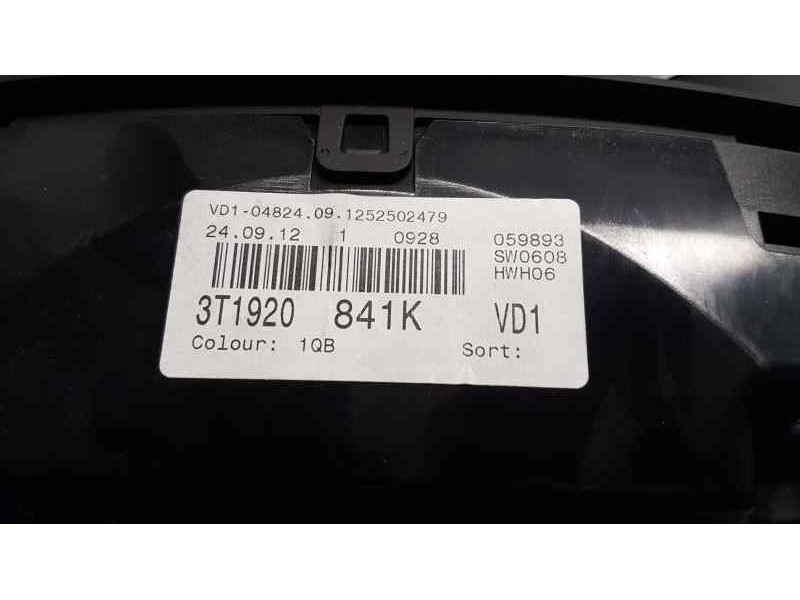 VD1-04824.09.1252502479
24.09.12 1 0928 059893
SW0608
HWH06
3T1920 841K VD1
Colour: 1QB Sort: